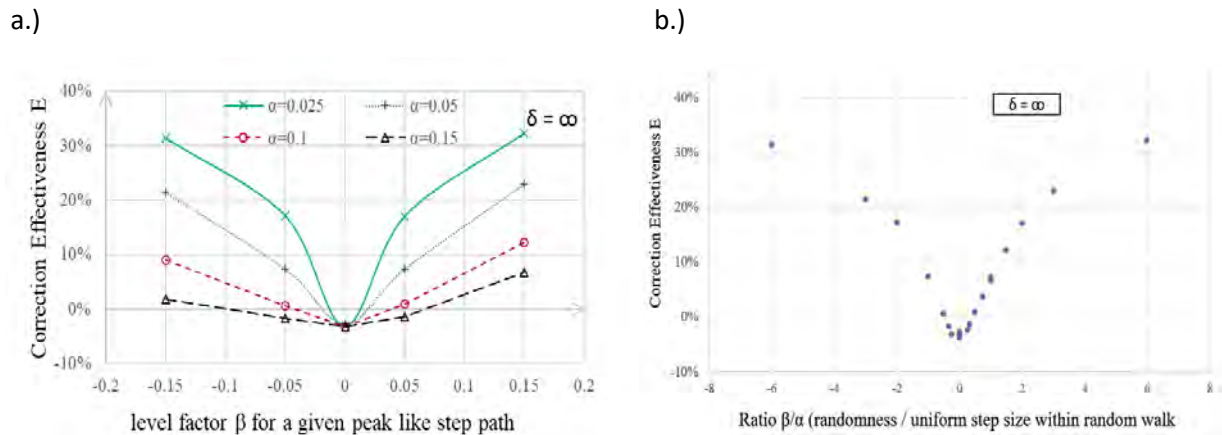 a.)
40%
30%
20%
10%
0%
-10%
Correction Effectiveness E
α=0.025
α=0.05
α=0.1
α=0.15
δ = ∞
-0.2
-0.15
-0.1
-0.05
0
0.05
0.1
0.15
0.2
level factor β for a given peak like step path
b.)
40%
30%
20%
10%
0%
-10%
Correction Effectiveness E
δ = ∞
-8
-6
-4
-2
0
2
4
6
8
Ratio β/α (randomness / uniform step size within random walk